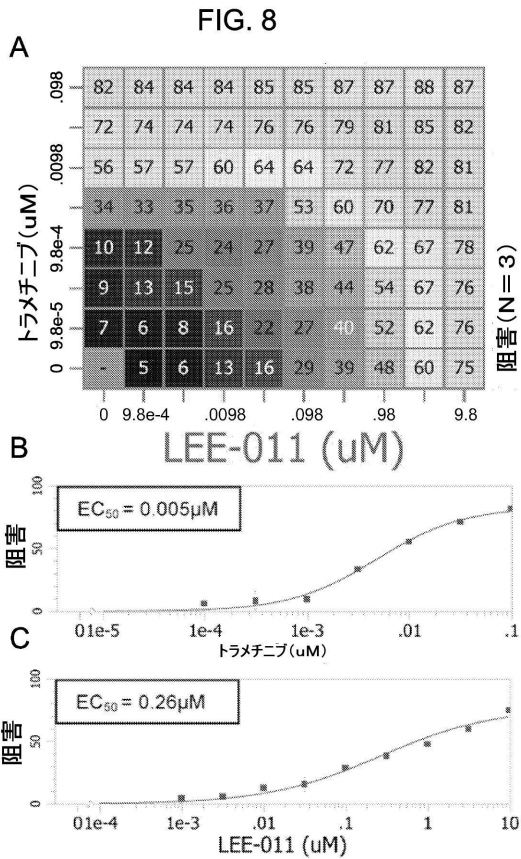 FIG. 8
A
.098 82 84 84 84 85 85 87 87 88 87
72 74 74 74 76 76 79 81 85 82
.0098 56 57 57 60 64 64 72 77 82 81
34 33 35 36 37 53 60 70 77 81
9.8e-4 10 12 25 24 27 39 47 62 67 78
9 13 15 25 28 38 44 54 67 76
9.8e-5 7 6 8 16 22 27 40 52 62 76
0 - 5 6 13 16 29 39 48 60 75
トラメチニブ(uM)
阻害(N=3)
0 9.8e-4 .0098 .098 .98 9.8
LEE-011 (uM)
B
阻害
100
50
0
EC50 = 0.005μM
01e-5 1e-4 1e-3 .01 0.1
トラメチニブ(uM)
C
阻害
100
50
0
EC50 = 0.26μM
01e-4 1e-3 .01 .1 1 10
LEE-011 (uM)